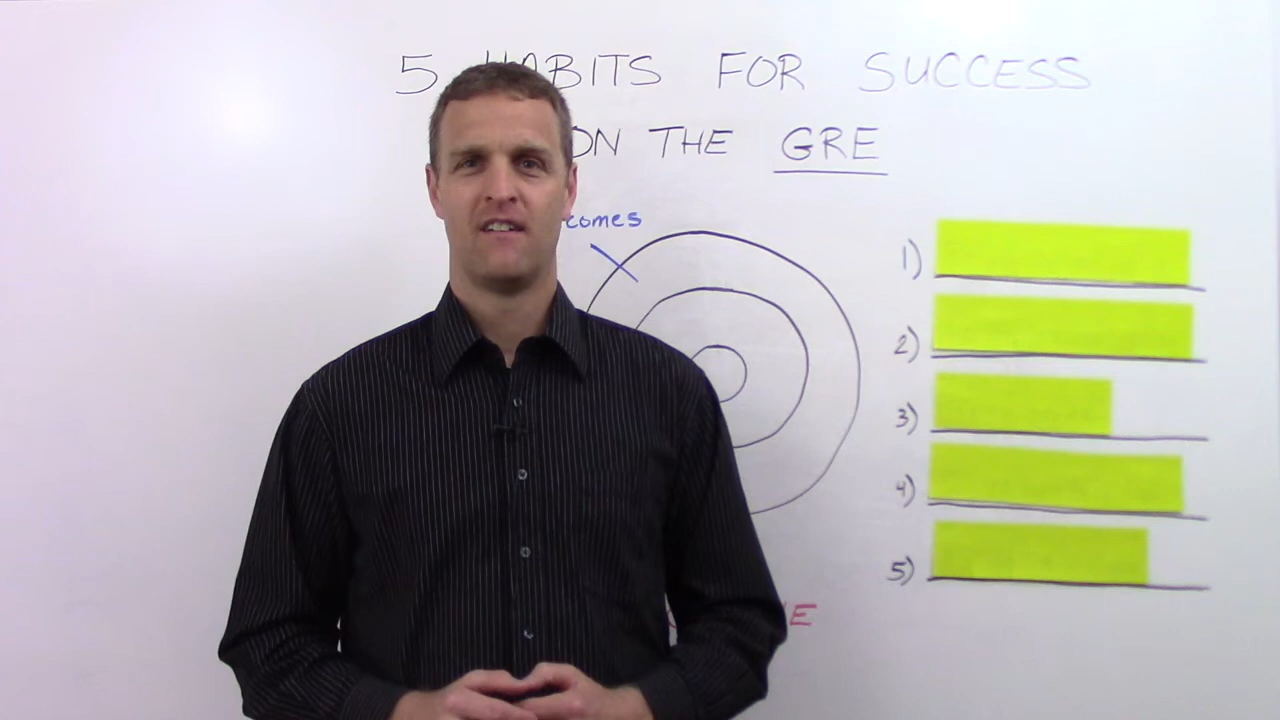 5 HABITS FOR SUCCESS
ON THE GRE
comes
1)
2)
3)
4)
5)
E